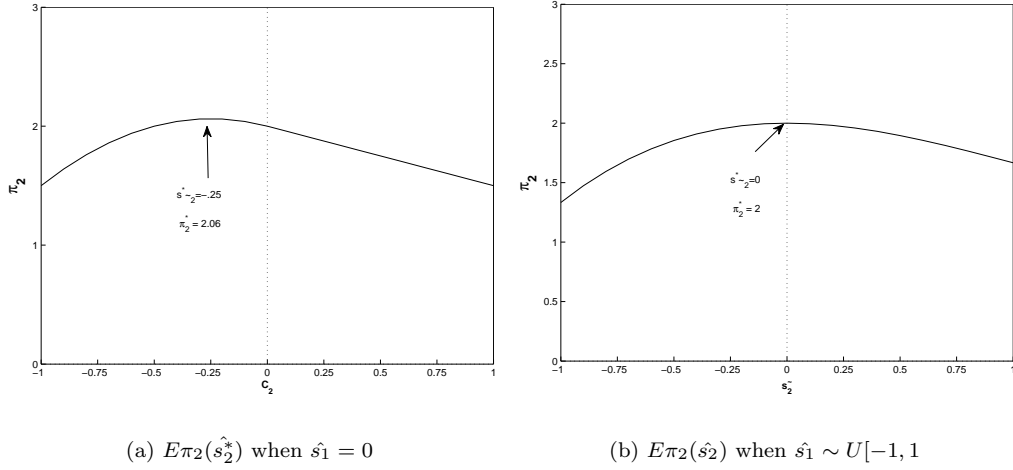 3
2
1
0
π₂
−1 −0.75 −0.5 −0.25 0 0.25 0.5 0.75 1
C₂
s*~₂=−.25
π*₂ = 2.06
3
2.5
2
1.5
1
0.5
0
π₂
−1 −0.75 −0.5 −0.25 0 0.25 0.5 0.75 1
s₂~
s*~₂=0
π*₂ = 2
(a) Eπ₂(ŝ₂*) when ŝ₁ = 0
(b) Eπ₂(ŝ₂) when ŝ₁ ∼ U[−1, 1